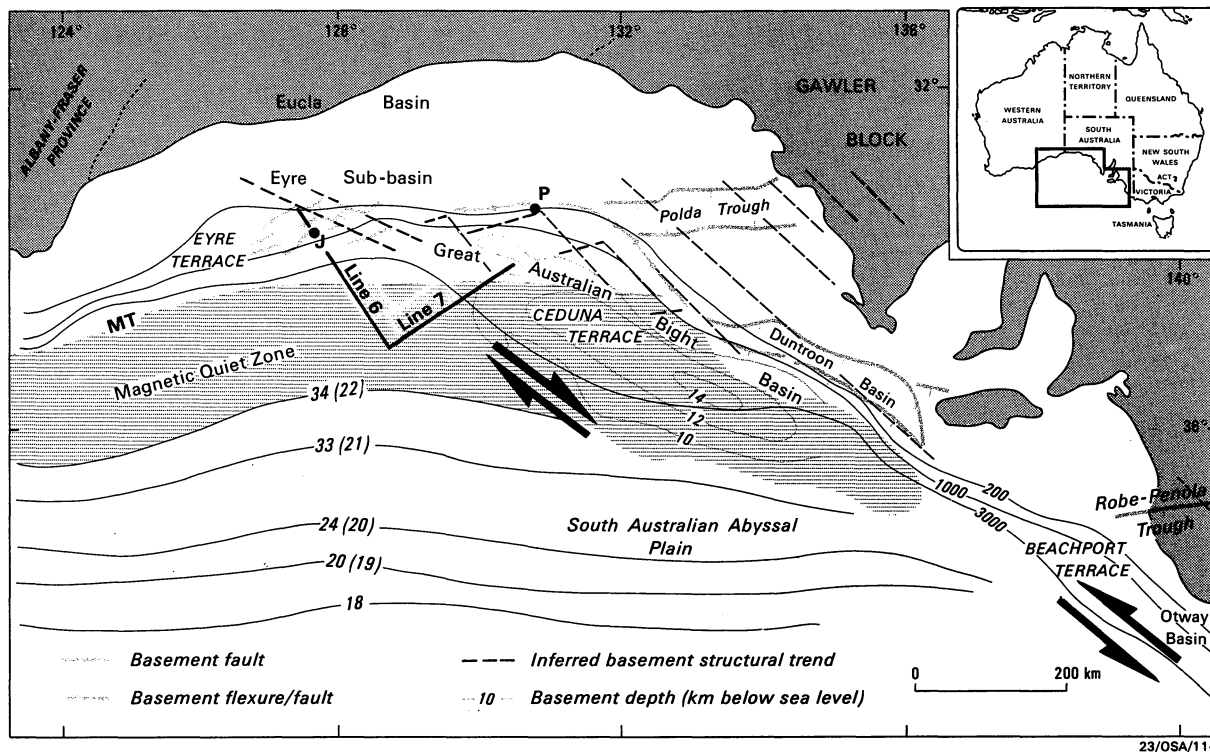 124°
128°
132°
136°
32°
ALBANY-FRASER
PROVINCE
Eucla Basin
GAWLER
BLOCK
NORTHERN
TERRITORY
WESTERN
AUSTRALIA
QUEENSLAND
SOUTH
AUSTRALIA
NEW SOUTH
WALES
ACT
VICTORIA
TASMANIA
140°
Eyre Sub-basin
P
Polda Trough
J
EYRE
TERRACE
Great Australian Bight Basin
Line 6
Line 7
CEDUNA
TERRACE
MT
Magnetic Quiet Zone
Duntroon
Basin
14
12
10
34 (22)
33 (21)
24 (20)
20 (19)
18
200
1000
3000
South Australian Abyssal
Plain
Robe-Penola
Trough
BEACHPORT
TERRACE
Otway
Basin
Basement fault
Inferred basement structural trend
Basement flexure/fault
10 Basement depth (km below sea level)
0 200 km